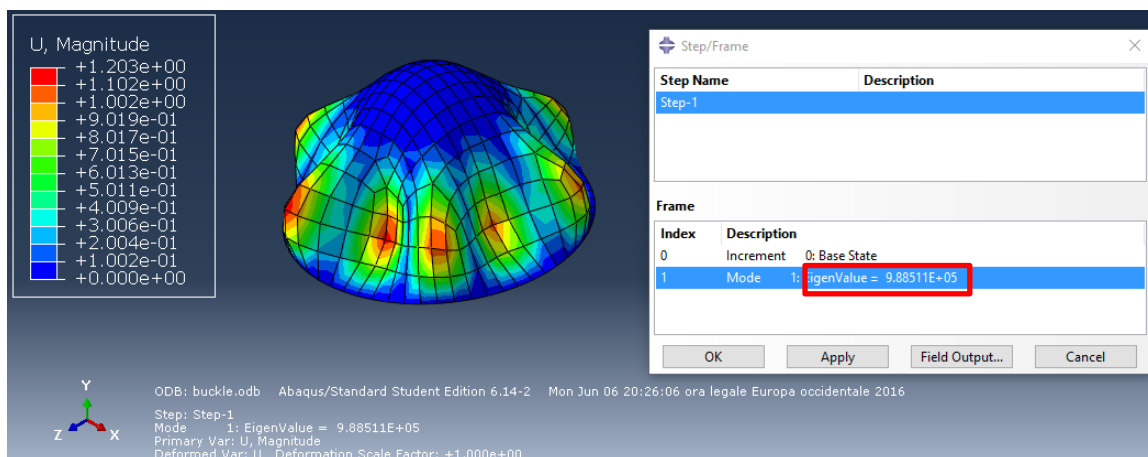 U, Magnitude
+1.203e+00
+1.102e+00
+1.002e+00
+9.019e-01
+8.017e-01
+7.015e-01
+6.013e-01
+5.011e-01
+4.009e-01
+3.006e-01
+2.004e-01
+1.002e-01
+0.000e+00
Step/Frame
Step Name Description
Step-1
Frame
Index Description
0 Increment 0: Base State
1 Mode 1: EigenValue = 9.88511E+05
OK Apply Field Output... Cancel
Y
Z X
ODB: buckle.odb Abaqus/Standard Student Edition 6.14-2 Mon Jun 06 20:26:06 ora legale Europa occidentale 2016
Step: Step-1
Mode 1: EigenValue = 9.88511E+05
Primary Var: U, Magnitude
Deformed Var: U Deformation Scale Factor: +1.000e+00